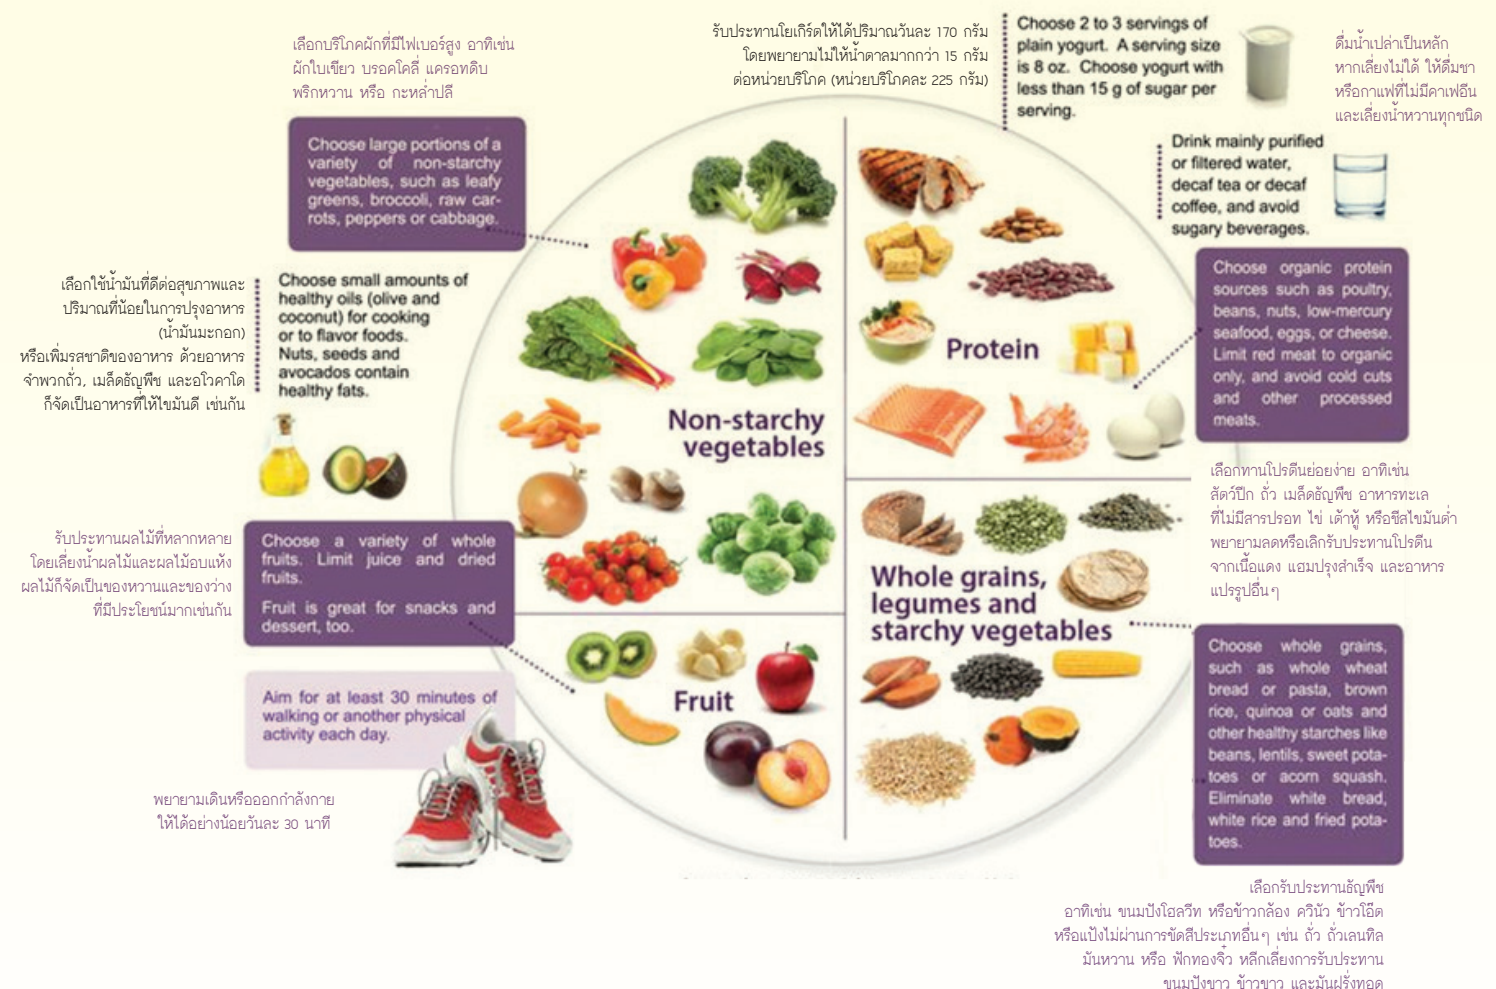 เลือกบริโภคผักที่มีไฟเบอร์สูง อาทิเช่น
ผักใบเขียว บรอคโคลี่ แครอทดิบ
พริกหวาน หรือ กะหล่ำปลี
Choose large portions of a
variety of non-starchy
vegetables, such as leafy
greens, broccoli, raw car-
rots, peppers or cabbage.
รับประทานโยเกิร์ตให้ได้ปริมาณวันละ 170 กรัม
โดยพยายามไม่ให้น้ำตาลมากกว่า 15 กรัม
ต่อหน่วยบริโภค (หน่วยบริโภคละ 225 กรัม)
Choose 2 to 3 servings of
plain yogurt. A serving size
is 8 oz. Choose yogurt with
less than 15 g of sugar per
serving.
ดื่มน้ำเปล่าเป็นหลัก
หากเลี่ยงไม่ได้ ให้ดื่มชา
หรือกาแฟที่ไม่มีคาเฟอีน
และเลี่ยงน้ำหวานทุกชนิด
Drink mainly purified
or filtered water,
decaf tea or decaf
coffee, and avoid
sugary beverages.
เลือกใช้น้ำมันที่ดีต่อสุขภาพและ
ปริมาณที่น้อยในการปรุงอาหาร
(น้ำมันมะกอก)
หรือเพิ่มรสชาติของอาหาร ด้วยอาหาร
จำพวกถั่ว, เมล็ดธัญพืช และอโวคาโด
ก็จัดเป็นอาหารที่ให้ไขมันดี เช่นกัน
Choose small amounts of
healthy oils (olive and
coconut) for cooking
or to flavor foods.
Nuts, seeds and
avocados contain
healthy fats.
Non-starchy
vegetables
Protein
Choose organic protein
sources such as poultry,
beans, nuts, low-mercury
seafood, eggs, or cheese.
Limit red meat to organic
only, and avoid cold cuts
and other processed
meats.
เลือกทานโปรตีนย่อยง่าย อาทิเช่น
สัตว์ปีก ถั่ว เมล็ดธัญพืช อาหารทะเล
ที่ไม่มีสารปรอท ไข่ เต้าหู้ หรือชีสไขมันต่ำ
พยายามลดหรือเลิกรับประทานโปรตีน
จากเนื้อแดง แฮมปรุงสำเร็จ และอาหาร
แปรรูปอื่นๆ
รับประทานผลไม้ที่หลากหลาย
โดยเลี่ยงน้ำผลไม้และผลไม้อบแห้ง
ผลไม้ก็จัดเป็นของหวานและของว่าง
ที่มีประโยชน์มากเช่นกัน
Choose a variety of whole
fruits. Limit juice and dried
fruits.
Fruit is great for snacks and
dessert, too.
Fruit
Whole grains,
legumes and
starchy vegetables
Choose whole grains,
such as whole wheat
bread or pasta, brown
rice, quinoa or oats and
other healthy starches like
beans, lentils, sweet pota-
toes or acorn squash.
Eliminate white bread,
white rice and fried pota-
toes.
Aim for at least 30 minutes of
walking or another physical
activity each day.
พยายามเดินหรือออกกำลังกาย
ให้ได้อย่างน้อยวันละ 30 นาที
เลือกรับประทานธัญพืช
อาทิเช่น ขนมปังโฮลวีท หรือข้าวกล้อง ควินัว ข้าวโอ๊ต
หรือแป้งไม่ผ่านการขัดสีประเภทอื่นๆ เช่น ถั่ว ถั่วเลนทิล
มันหวาน หรือ ฟักทองจิ๋ว หลีกเลี่ยงการรับประทาน
ขนมปังขาว ข้าวขาว และมันฝรั่งทอด